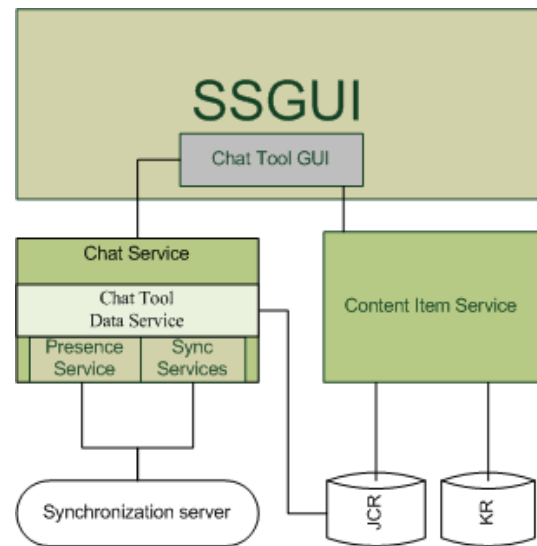 SSGUI
Chat Tool GUI
Chat Service
Chat Tool
Data Service
Presence
Service
Sync
Services
Content Item Service
Synchronization server
JCR
KR